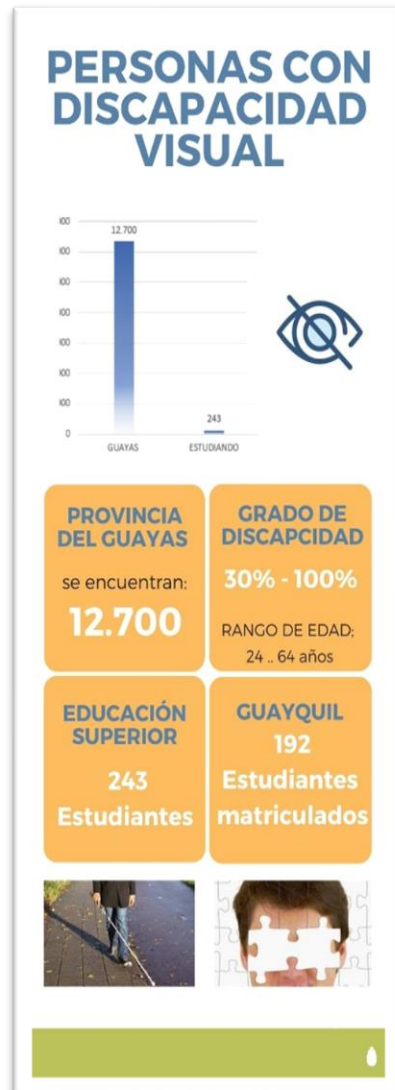 PERSONAS CON
DISCAPACIDAD
VISUAL
12.700
243
0
GUAYAS
ESTUDIANDO
PROVINCIA
DEL GUAYAS
se encuentran:
12.700
GRADO DE
DISCAPCIDAD
30% - 100%
RANGO DE EDAD;
24 .. 64 años
EDUCACIÓN
SUPERIOR
243
Estudiantes
GUAYQUIL
192
Estudiantes
matriculados